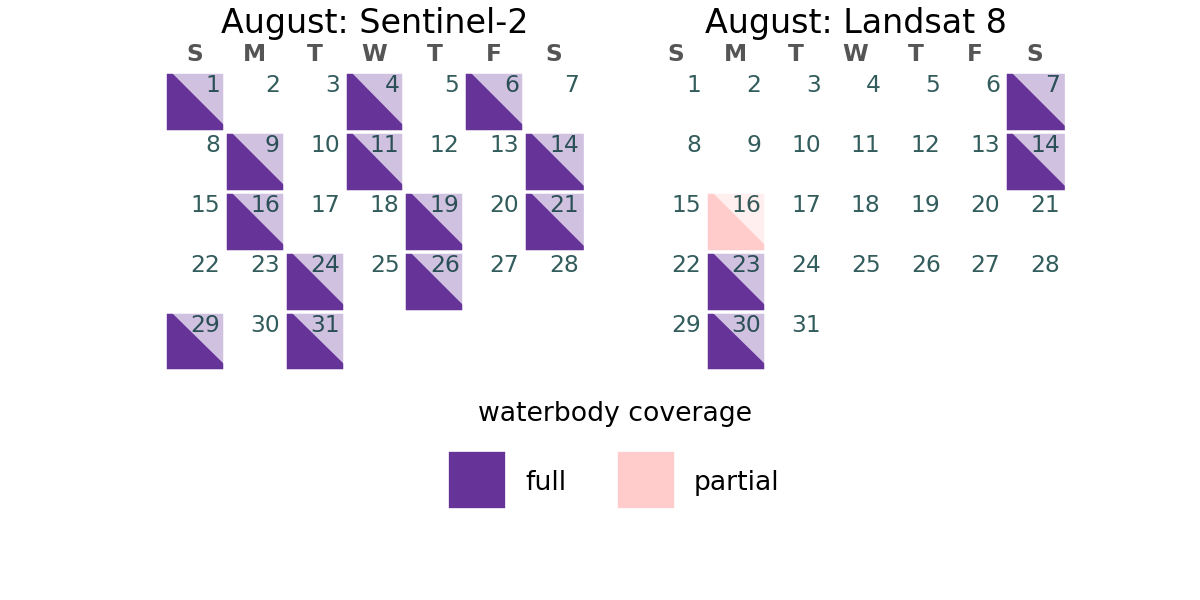 August: Sentinel-2
S M T W T F S
1 2 3 4 5 6 7
8 9 10 11 12 13 14
15 16 17 18 19 20 21
22 23 24 25 26 27 28
29 30 31
August: Landsat 8
S M T W T F S
1 2 3 4 5 6 7
8 9 10 11 12 13 14
15 16 17 18 19 20 21
22 23 24 25 26 27 28
29 30 31
waterbody coverage
full
partial